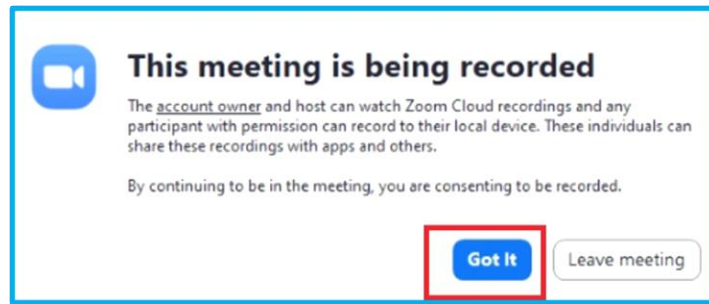 This meeting is being recorded
The account owner and host can watch Zoom Cloud recordings and any
participant with permission can record to their local device. These individuals can
share these recordings with apps and others.
By continuing to be in the meeting, you are consenting to be recorded.
Got It Leave meeting